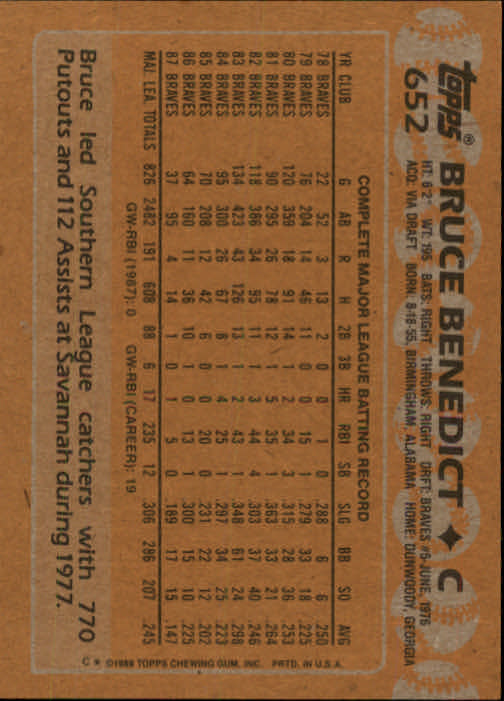 topps® BRUCE BENEDICT ♦ C
652 HT: 6'2" WT: 195 BATS: RIGHT THROWS: RIGHT DRFT: BRAVES #5-JUNE, 1976
ACQ: VIA DRAFT BORN: 8-18-55, BIRMINGHAM, ALABAMA HOME: DUNWOODY, GEORGIA
COMPLETE MAJOR LEAGUE BATTING RECORD
YR CLUB G AB R H 2B 3B HR RBI SB SLG BB SO AVG
78 BRAVES 22 52 3 13 2 0 0 1 0 .288 6 6 .250
79 BRAVES 76 204 14 46 11 0 0 15 1 .279 33 18 .225
80 BRAVES 120 359 18 91 14 1 2 34 3 .315 28 36 .253
81 BRAVES 90 295 26 78 12 1 5 35 1 .363 33 21 .264
82 BRAVES 118 386 34 95 11 1 3 44 4 .303 37 40 .246
83 BRAVES 134 423 43 126 13 1 2 43 1 .348 61 24 .298
84 BRAVES 95 300 26 67 8 1 4 25 1 .297 34 25 .223
85 BRAVES 70 208 12 42 6 0 0 20 0 .231 22 12 .202
86 BRAVES 64 160 11 36 10 1 0 13 1 .300 15 10 .225
87 BRAVES 37 95 4 14 1 0 1 5 0 .189 17 15 .147
MAJ. LEA. TOTALS 826 2482 191 608 88 6 17 235 12 .306 286 207 .245
GW-RBI (1987): 0 GW-RBI (CAREER): 19
C * ©1988 TOPPS CHEWING GUM, INC. PRTD. IN U.S.A.
Bruce led Southern League catchers with 770
Putouts and 112 Assists at Savannah during 1977.